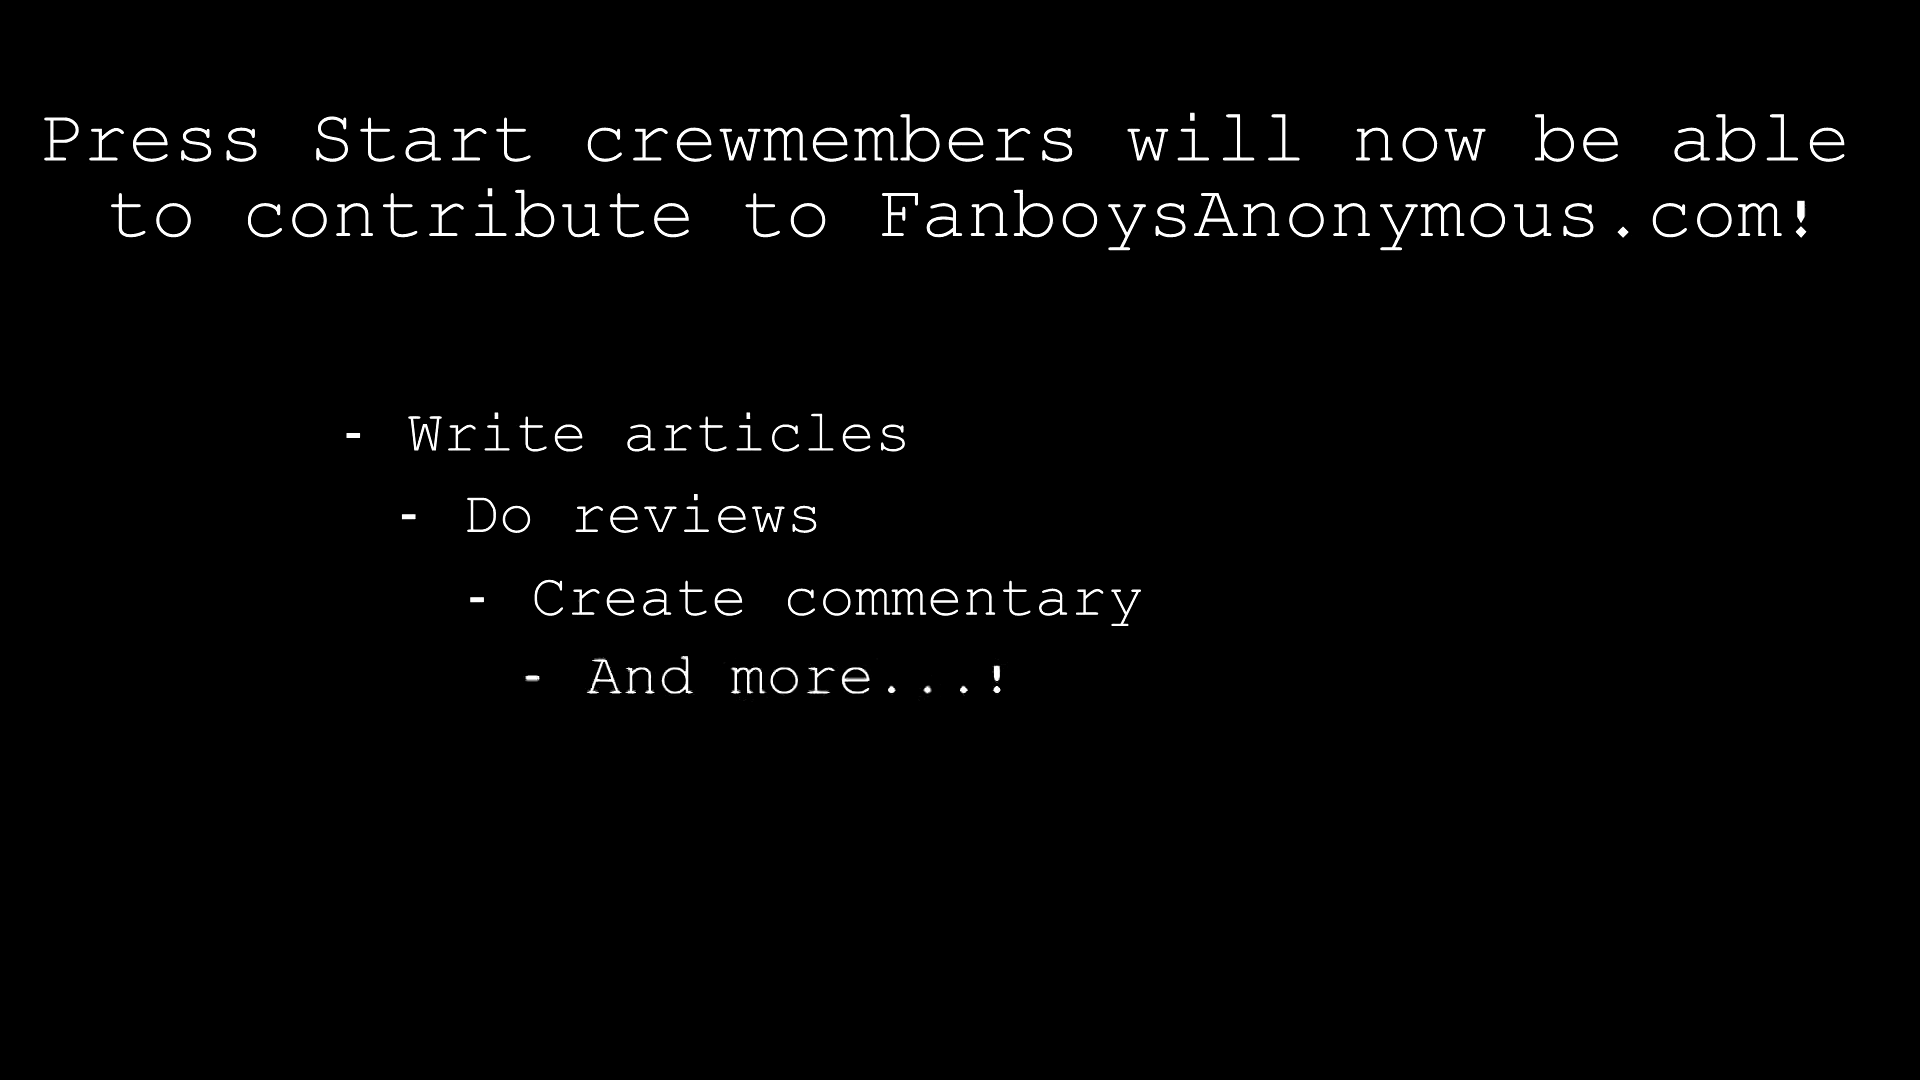 Press Start crewmembers will now be able
to contribute to FanboysAnonymous.com!
- Write articles
- Do reviews
- Create commentary
- And more...!